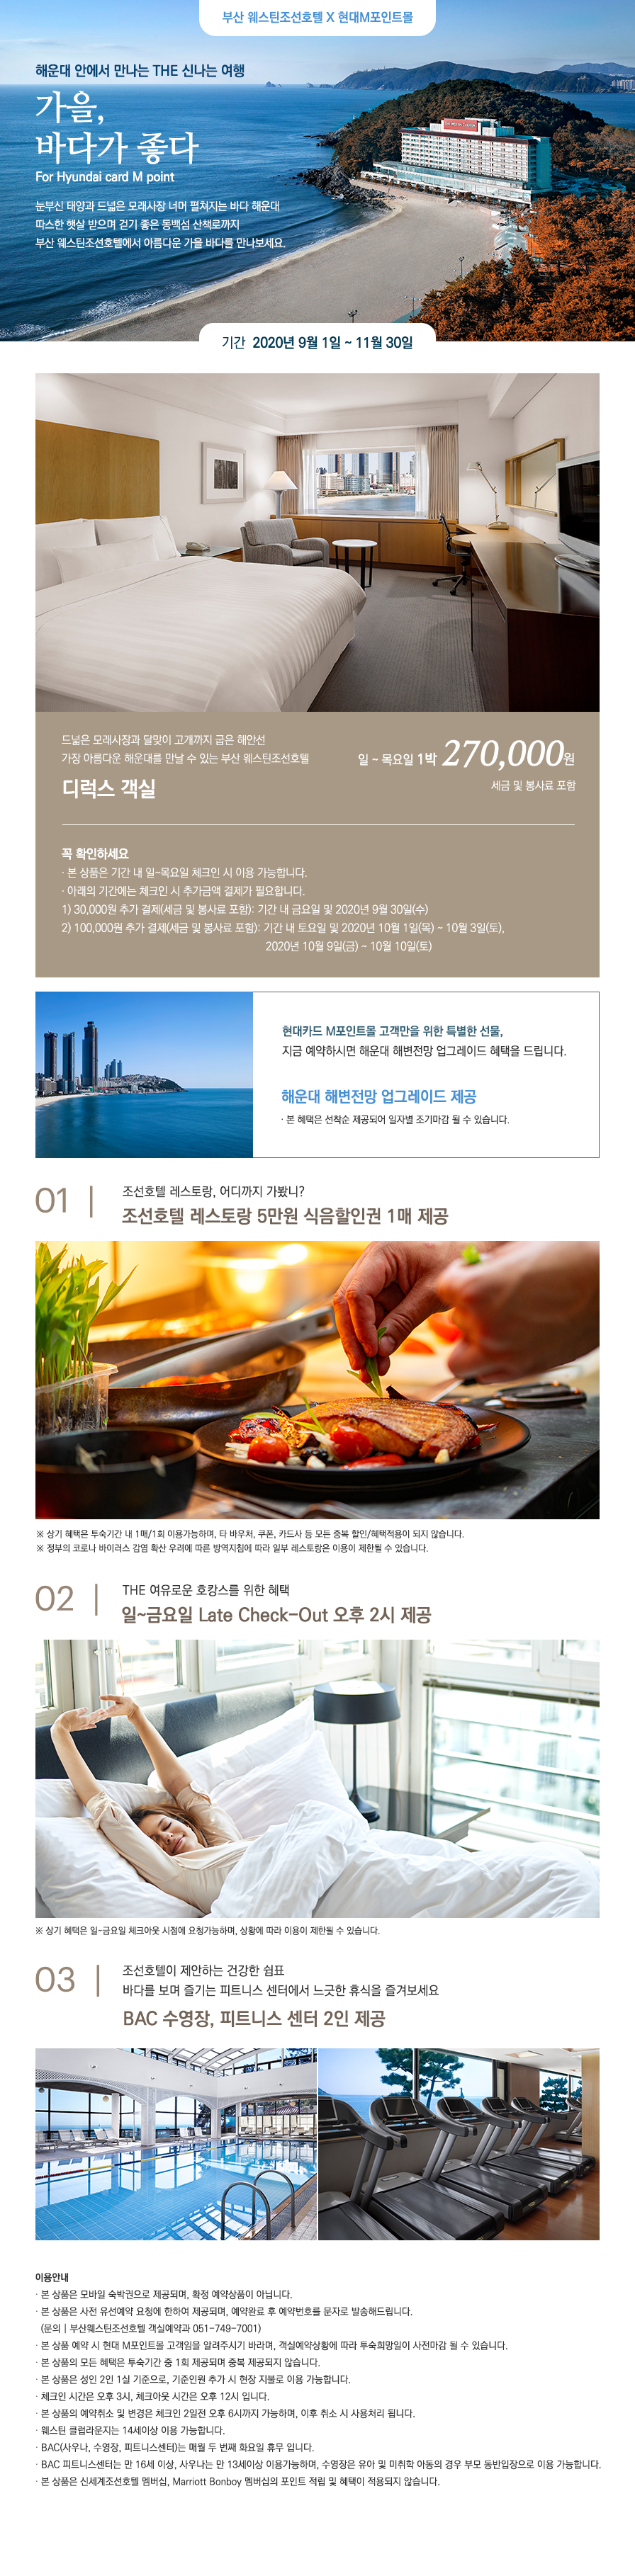 부산 웨스틴조선호텔 X 현대M포인트몰
해운대 안에서 만나는 THE 신나는 여행
가을,
바다가 좋다
For Hyundai card M point
눈부신 태양과 드넓은 모래사장 너머 펼쳐지는 바다 해운대
따스한 햇살 받으며 걷기 좋은 동백섬 산책로까지
부산 웨스틴조선호텔에서 아름다운 가을 바다를 만나보세요.
기간 2020년 9월 1일 ~ 11월 30일
드넓은 모래사장과 달맞이 고개까지 굽은 해안선
가장 아름다운 해운대를 만날 수 있는 부산 웨스틴조선호텔
디럭스 객실
일 ~ 목요일 1박 270,000원
세금 및 봉사료 포함
꼭 확인하세요
· 본 상품은 기간 내 일~목요일 체크인 시 이용 가능합니다.
· 아래의 기간에는 체크인 시 추가금액 결제가 필요합니다.
1) 30,000원 추가 결제(세금 및 봉사료 포함): 기간 내 금요일 및 2020년 9월 30일(수)
2) 100,000원 추가 결제(세금 및 봉사료 포함): 기간 내 토요일 및 2020년 10월 1일(목) ~ 10월 3일(토),
2020년 10월 9일(금) ~ 10월 10일(토)
현대카드 M포인트몰 고객만을 위한 특별한 선물,
지금 예약하시면 해운대 해변전망 업그레이드 혜택을 드립니다.
해운대 해변전망 업그레이드 제공
· 본 혜택은 선착순 제공되어 일자별 조기마감 될 수 있습니다.
01 | 조선호텔 레스토랑, 어디까지 가봤니?
조선호텔 레스토랑 5만원 식음할인권 1매 제공
※ 상기 혜택은 투숙기간 내 1매/1회 이용가능하며, 타 바우처, 쿠폰, 카드사 등 모든 중복 할인/혜택적용이 되지 않습니다.
※ 정부의 코로나 바이러스 감염 확산 우려에 따른 방역지침에 따라 일부 레스토랑은 이용이 제한될 수 있습니다.
02 | THE 여유로운 호캉스를 위한 혜택
일~금요일 Late Check-Out 오후 2시 제공
※ 상기 혜택은 일~금요일 체크아웃 시점에 요청가능하며, 상황에 따라 이용이 제한될 수 있습니다.
03 | 조선호텔이 제안하는 건강한 쉼표
바다를 보며 즐기는 피트니스 센터에서 느긋한 휴식을 즐겨보세요
BAC 수영장, 피트니스 센터 2인 제공
이용안내
· 본 상품은 모바일 숙박권으로 제공되며, 확정 예약상품이 아닙니다.
· 본 상품은 사전 유선예약 요청에 한하여 제공되며, 예약완료 후 예약번호를 문자로 발송해드립니다.
(문의 | 부산웨스틴조선호텔 객실예약과 051-749-7001)
· 본 상품 예약 시 현대 M포인트몰 고객임을 알려주시기 바라며, 객실예약상황에 따라 투숙희망일이 사전마감 될 수 있습니다.
· 본 상품의 모든 혜택은 투숙기간 중 1회 제공되며 중복 제공되지 않습니다.
· 본 상품은 성인 2인 1실 기준으로, 기준인원 추가 시 현장 지불로 이용 가능합니다.
· 체크인 시간은 오후 3시, 체크아웃 시간은 오후 12시 입니다.
· 본 상품의 예약취소 및 변경은 체크인 2일전 오후 6시까지 가능하며, 이후 취소 시 사용처리 됩니다.
· 웨스틴 클럽라운지는 14세이상 이용 가능합니다.
· BAC(사우나, 수영장, 피트니스센터)는 매월 두 번째 화요일 휴무 입니다.
· BAC 피트니스센터는 만 16세 이상, 사우나는 만 13세이상 이용가능하며, 수영장은 유아 및 미취학 아동의 경우 부모 동반입장으로 이용 가능합니다.
· 본 상품은 신세계조선호텔 멤버십, Marriott Bonboy 멤버십의 포인트 적립 및 혜택이 적용되지 않습니다.